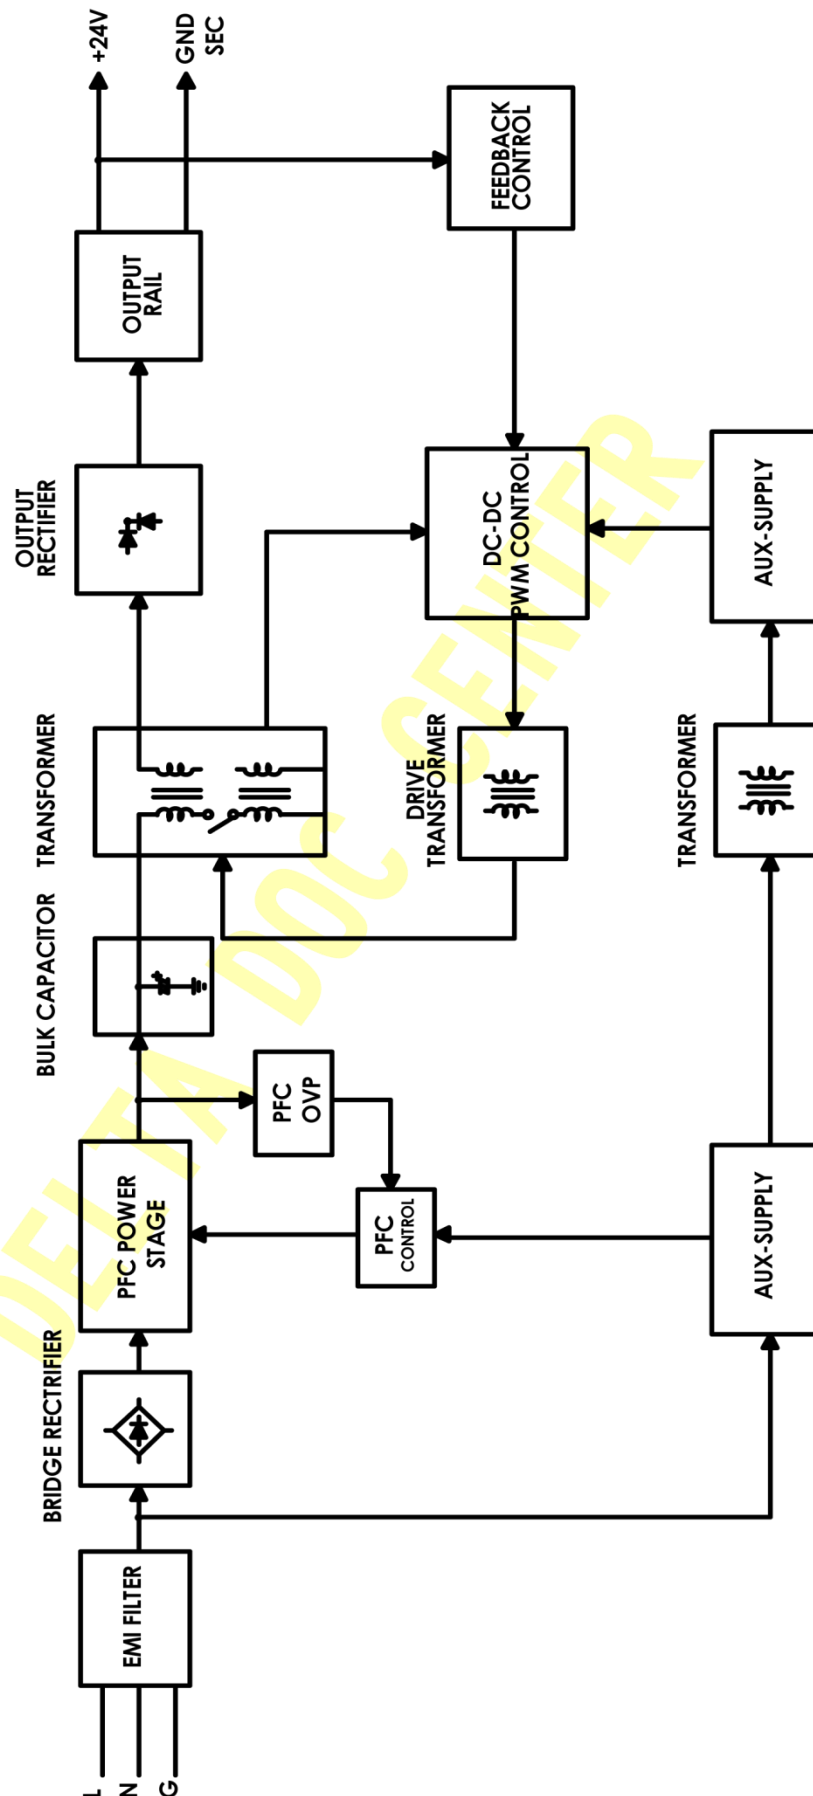 L
N
G
EMI FILTER
BRIDGE RECTRIFIER
PFC POWER
STAGE
BULK CAPACITOR
TRANSFORMER
OUTPUT
RECTIFIER
OUTPUT
RAIL
+24V
GND
SEC
PFC
OVP
PFC
CONTROL
DRIVE
TRANSFORMER
DC-DC
PWM CONTROL
FEEDBACK
CONTROL
AUX-SUPPLY
TRANSFORMER
AUX-SUPPLY
DELTA DOC CENTER